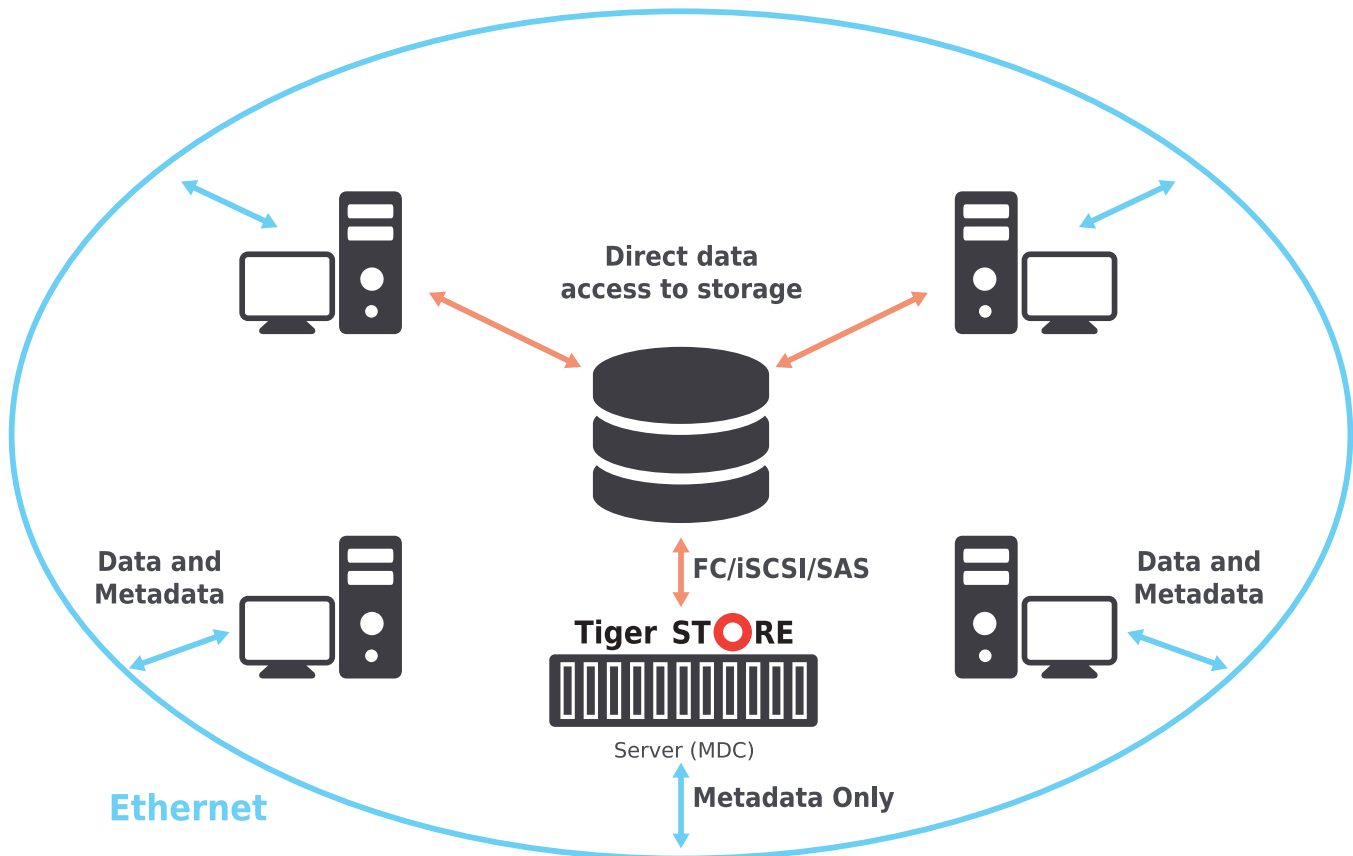 Direct data
access to storage
Data and
Metadata
FC/iSCSI/SAS
Data and
Metadata
Tiger STORE
Server (MDC)
Metadata Only
Ethernet